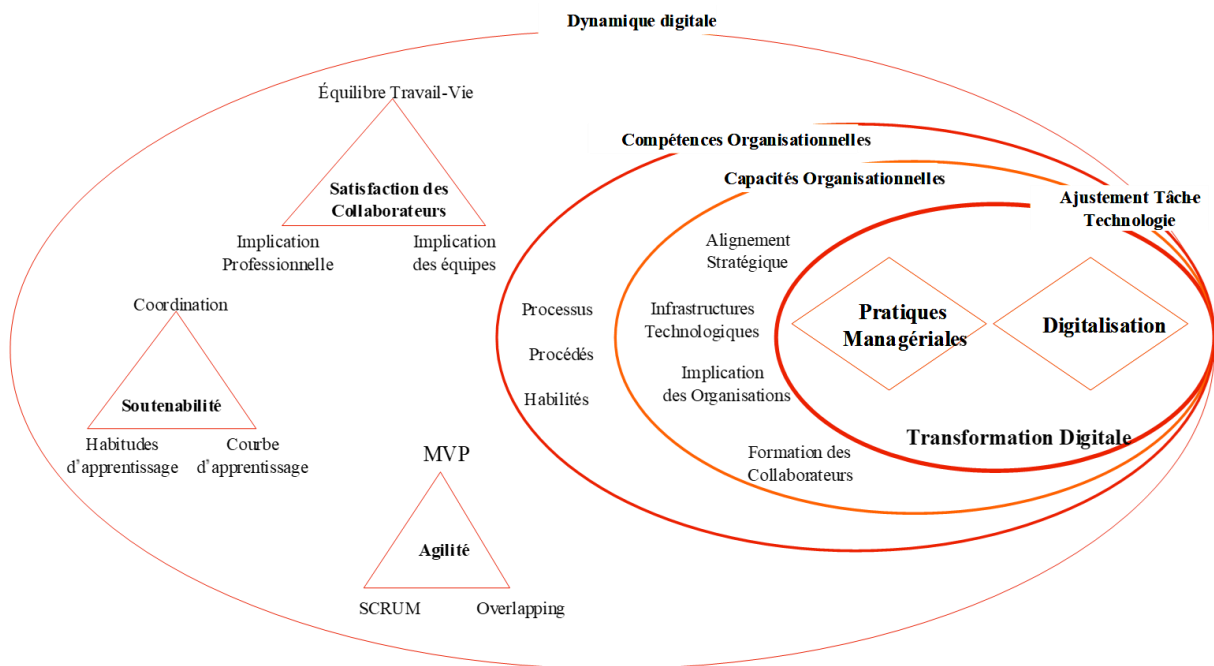 Dynamique digitale
Équilibre Travail-Vie
Satisfaction des
Collaborateurs
Implication
Professionnelle
Implication
des équipes
Coordination
Soutenabilité
Habitudes
d'apprentissage
Courbe
d'apprentissage
MVP
Agilité
SCRUM
Overlapping
Compétences Organisationnelles
Processus
Procédés
Habilités
Capacités Organisationnelles
Alignement
Stratégique
Infrastructures
Technologiques
Implication
des Organisations
Formation des
Collaborateurs
Ajustement Tâche
Technologie
Pratiques
Managériales
Digitalisation
Transformation Digitale